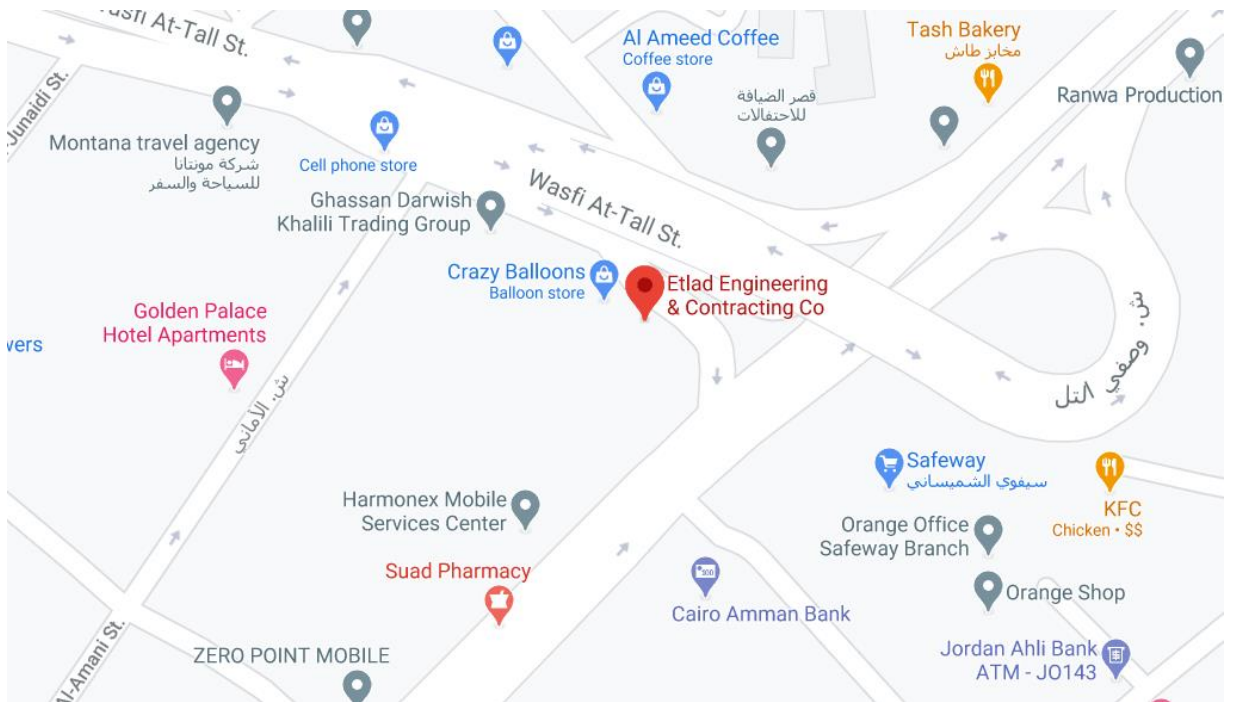 Wasfi At-Tall St.
Al Ameed Coffee
Coffee store
Tash Bakery
مخابز طاش
Ranwa Production
قصر الضيافة
للاحتفالات
-Junaidi St.
Montana travel agency
شركة مونتانا
للسياحة والسفر
Cell phone store
Ghassan Darwish
Khalili Trading Group
Wasfi At-Tall St.
Crazy Balloons
Balloon store
Etlad Engineering
& Contracting Co
Golden Palace
Hotel Apartments
vers
ش. وصفي التل
ش. الأماني
Safeway
سيفوي الشميساني
KFC
Chicken • $$
Harmonex Mobile
Services Center
Orange Office
Safeway Branch
Suad Pharmacy
Cairo Amman Bank
Orange Shop
Al-Amani St.
ZERO POINT MOBILE
Jordan Ahli Bank
ATM - JO143